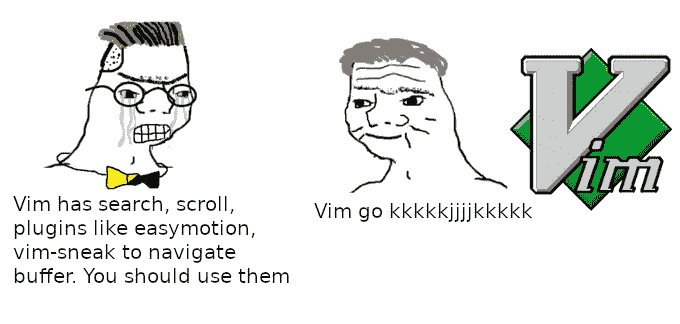 Vim has search, scroll,
plugins like easymotion,
vim-sneak to navigate
buffer. You should use them
Vim go kkkkkjjjjkkkkk
Vim